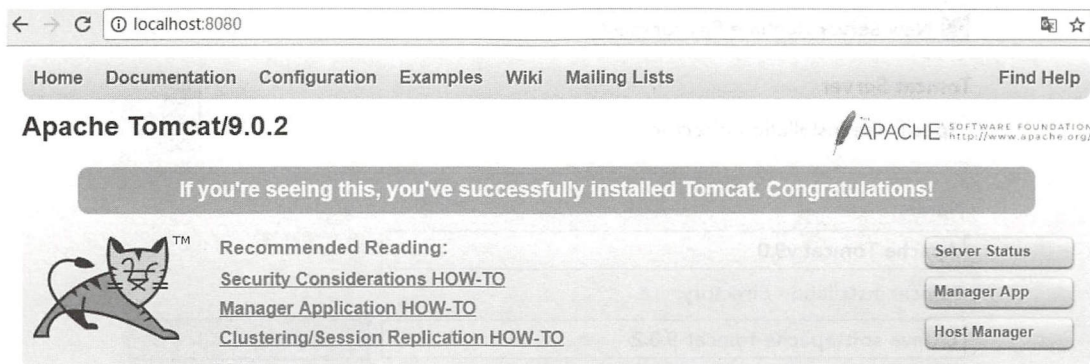 localhost:8080
Home Documentation Configuration Examples Wiki Mailing Lists Find Help
Apache Tomcat/9.0.2
APACHE SOFTWARE FOUNDATION
http://www.apache.org/
If you're seeing this, you've successfully installed Tomcat. Congratulations!
TM
Recommended Reading:
Security Considerations HOW-TO
Manager Application HOW-TO
Clustering/Session Replication HOW-TO
Server Status
Manager App
Host Manager